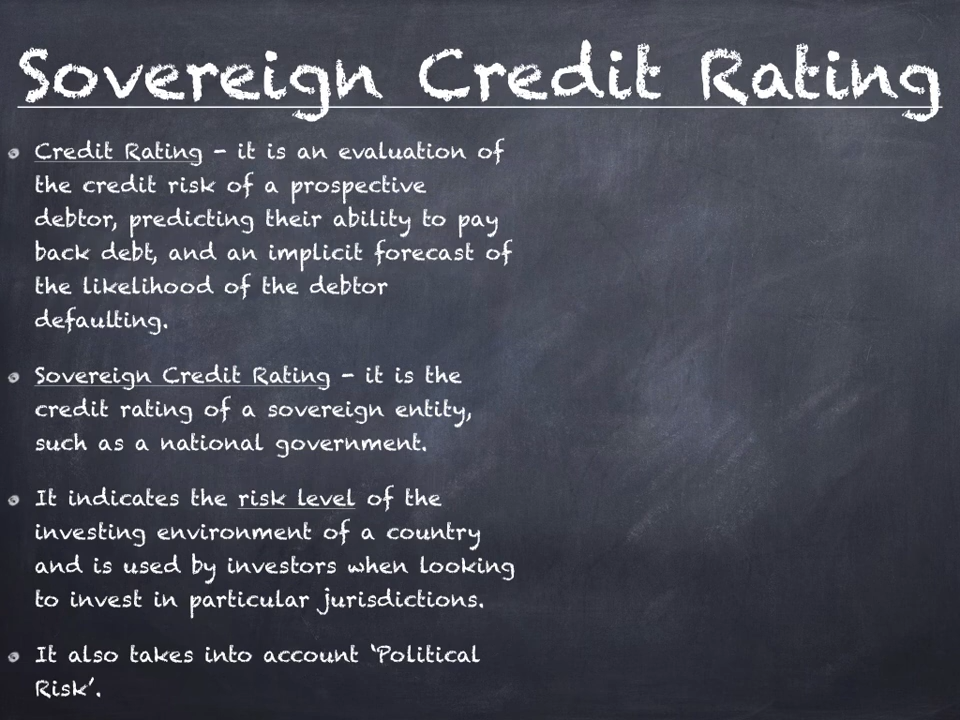 Sovereign Credit Rating
Credit Rating - it is an evaluation of
the credit risk of a prospective
debtor, predicting their ability to pay
back debt, and an implicit forecast of
the likelihood of the debtor
defaulting.
Sovereign Credit Rating - it is the
credit rating of a sovereign entity,
such as a national government.
It indicates the risk level of the
investing environment of a country
and is used by investors when looking
to invest in particular jurisdictions.
It also takes into account ‘Political
Risk’.